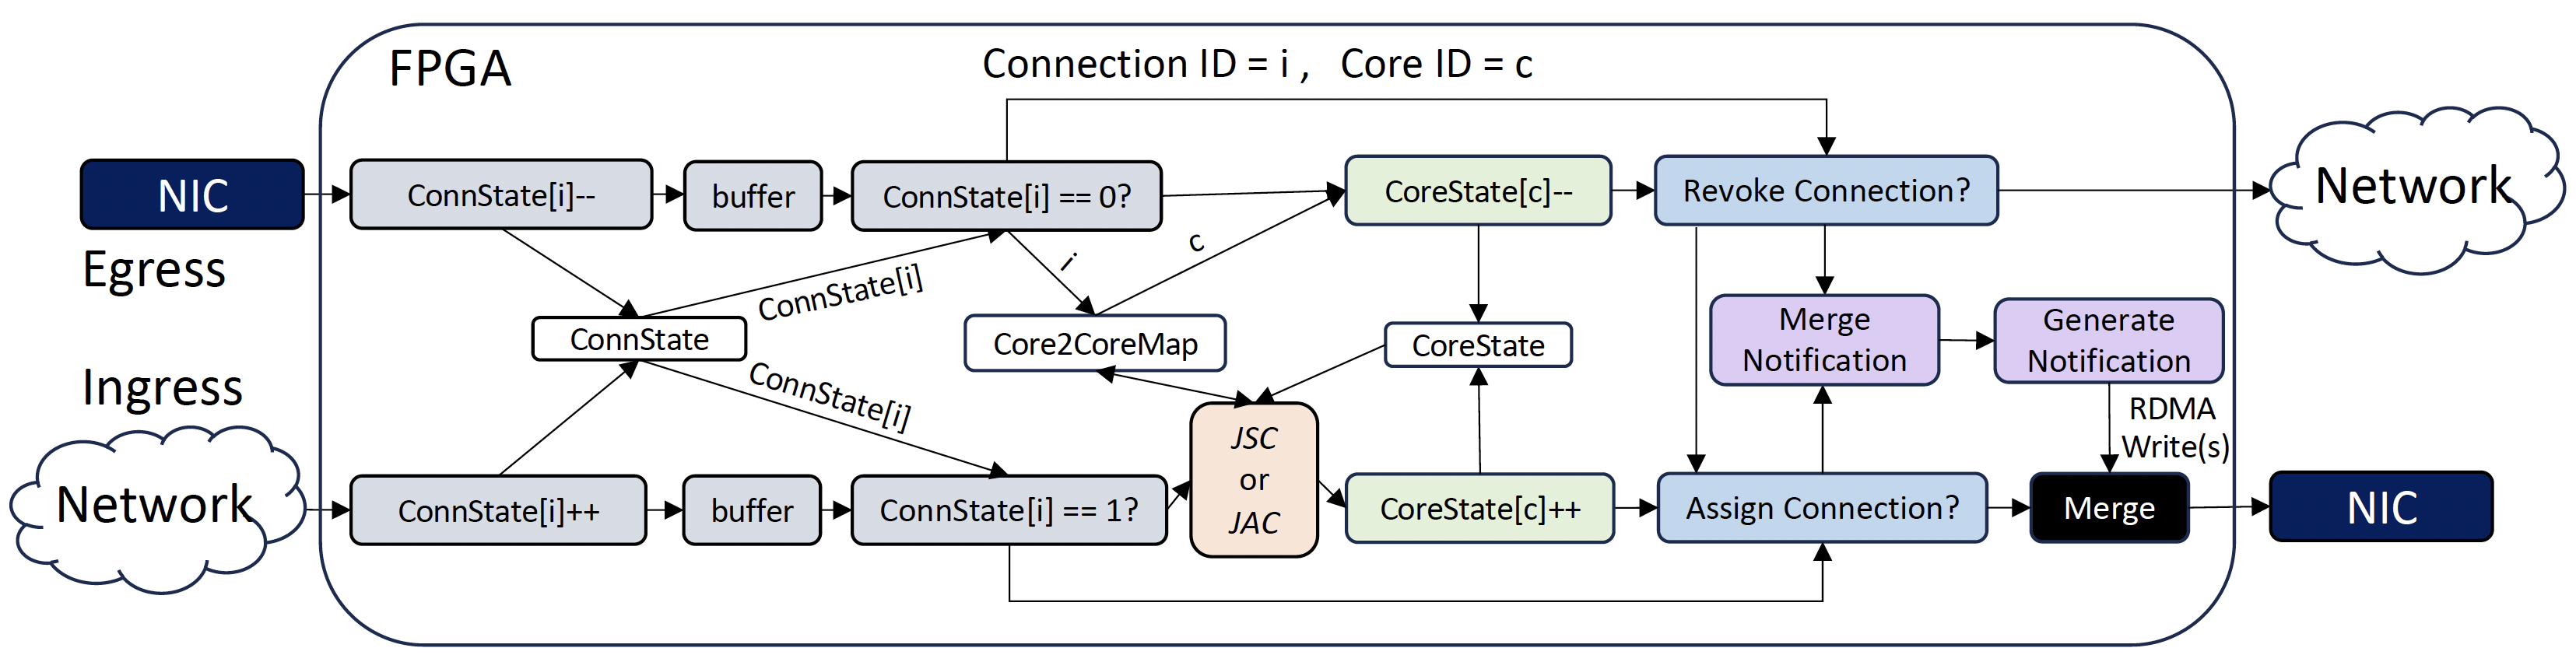 FPGA
Connection ID = i ,   Core ID = c
NIC
ConnState[i]--
buffer
ConnState[i] == 0?
CoreState[c]--
Revoke Connection?
Network
Egress
i
c
ConnState[i]
ConnState
Core2CoreMap
CoreState
Merge
Notification
Generate
Notification
Ingress
ConnState[i]
RDMA
Write(s)
Network
ConnState[i]++
buffer
ConnState[i] == 1?
JSC
or
JAC
CoreState[c]++
Assign Connection?
Merge
NIC